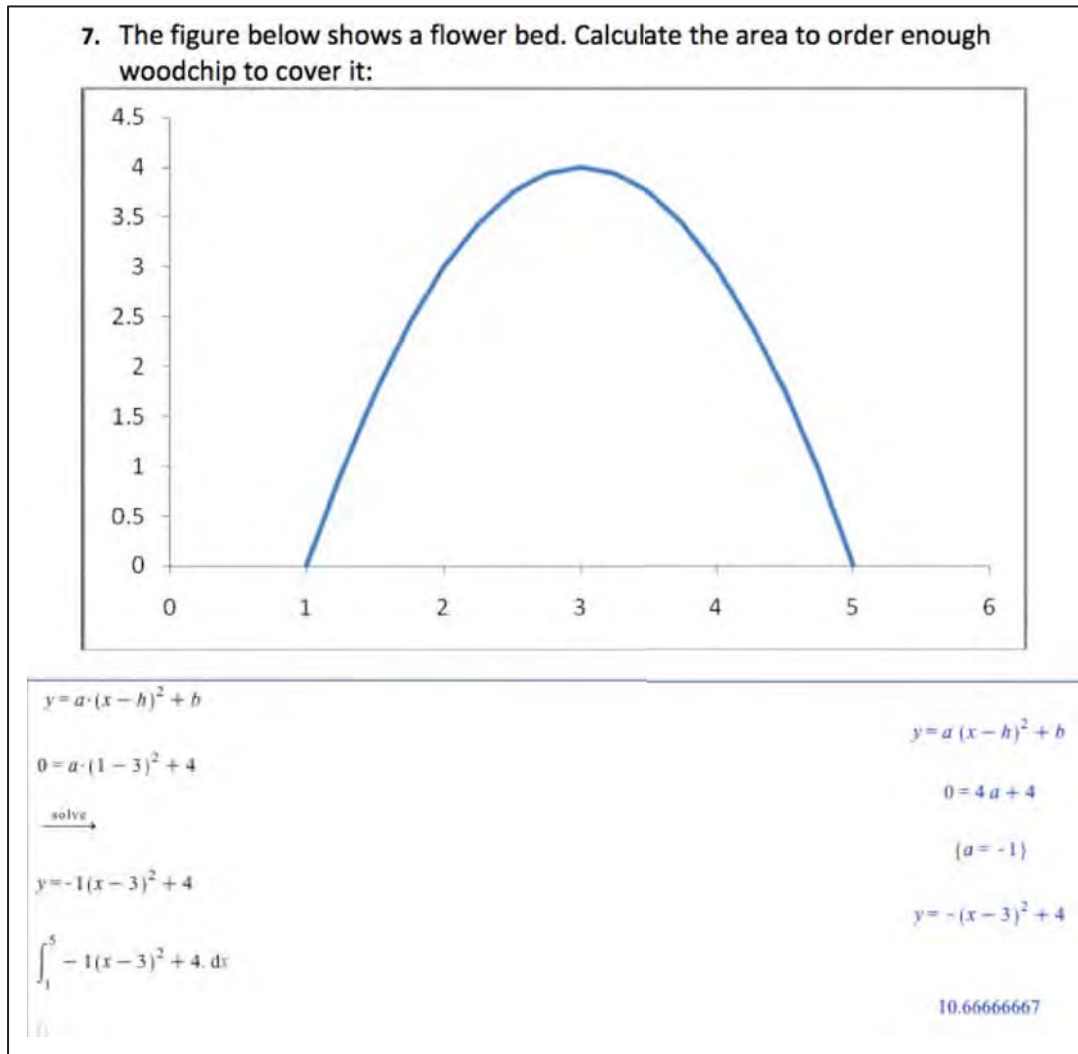 7. The figure below shows a flower bed. Calculate the area to order enough
woodchip to cover it:
4.5
4
3.5
3
2.5
2
1.5
1
0.5
0
0 1 2 3 4 5 6
y = a·(x − h)² + b
y = a (x − h)² + b
0 = a·(1 − 3)² + 4
0 = 4 a + 4
solve
{a = -1}
y = -1(x − 3)² + 4
y = -(x − 3)² + 4
∫₁⁵ − 1(x − 3)² + 4. dx
10.66666667